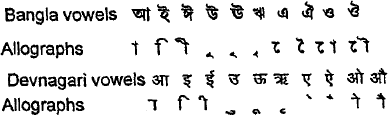 Bangla vowels আ ই ঈ উ ঊ ঋ এ ঐ ও ঔ
Allographs া ি ী ু ূ ৃ ে ৈ ো ৌ
Devnagari vowels आ इ ई उ ऊ ऋ ए ऐ ओ औ
Allographs ा ि ी ु ू ृ े ै ो ौ